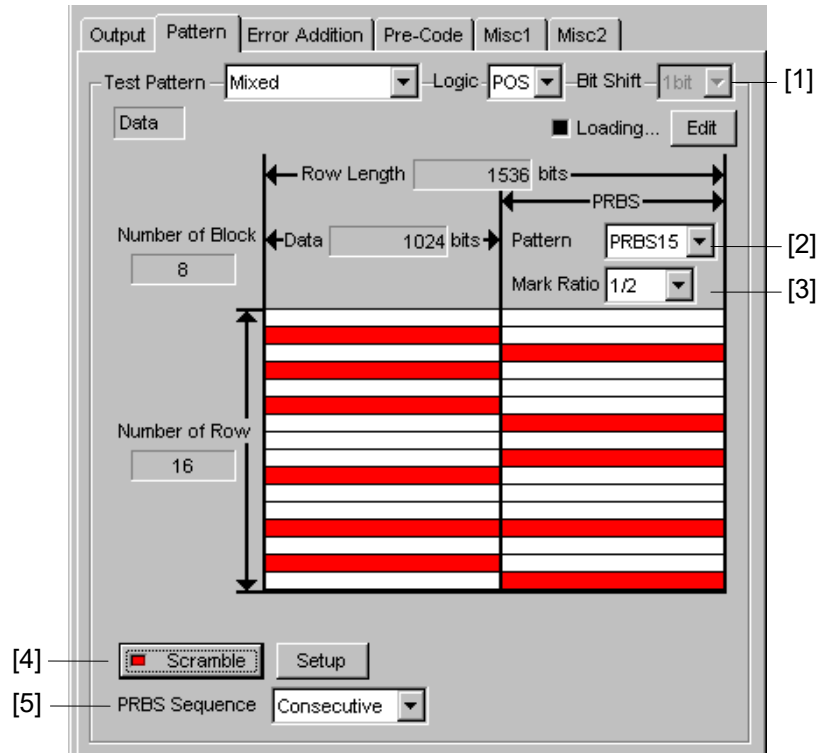 Output Pattern Error Addition Pre-Code Misc1 Misc2
Test Pattern Mixed Logic POS Bit Shift 1bit [1]
Data Loading... Edit
Row Length 1536 bits
PRBS
Number of Block Data 1024 bits Pattern PRBS15 [2]
8 Mark Ratio 1/2 [3]
Number of Row
16
[4] Scramble Setup
[5] PRBS Sequence Consecutive